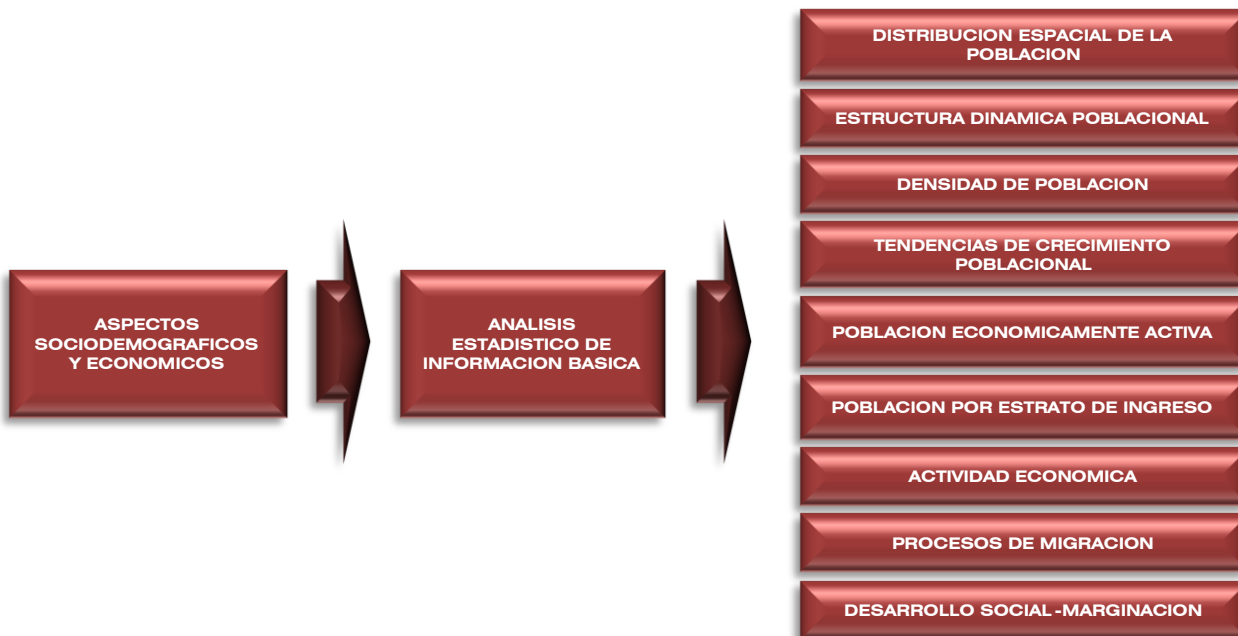 ASPECTOS
SOCIODEMOGRAFICOS
Y ECONOMICOS
ANALISIS
ESTADISTICO DE
INFORMACION BASICA
DISTRIBUCION ESPACIAL DE LA
POBLACION
ESTRUCTURA DINAMICA POBLACIONAL
DENSIDAD DE POBLACION
TENDENCIAS DE CRECIMIENTO
POBLACIONAL
POBLACION ECONOMICAMENTE ACTIVA
POBLACION POR ESTRATO DE INGRESO
ACTIVIDAD ECONOMICA
PROCESOS DE MIGRACION
DESARROLLO SOCIAL-MARGINACION